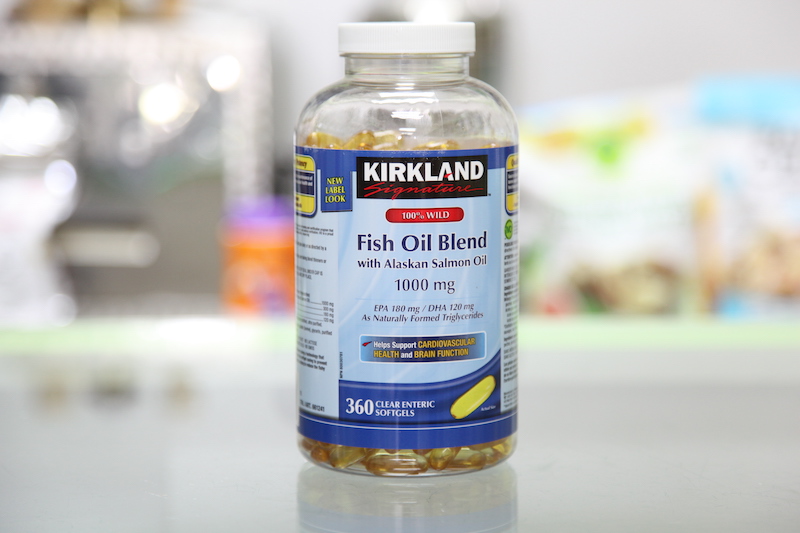 NEW
LABEL
LOOK
KIRKLAND
Signature
100% WILD
Fish Oil Blend
with Alaskan Salmon Oil
1000 mg
EPA 180 mg / DHA 120 mg
As Naturally Formed Triglycerides
Helps Support CARDIOVASCULAR
HEALTH and BRAIN FUNCTION
360 CLEAR ENTERIC
SOFTGELS